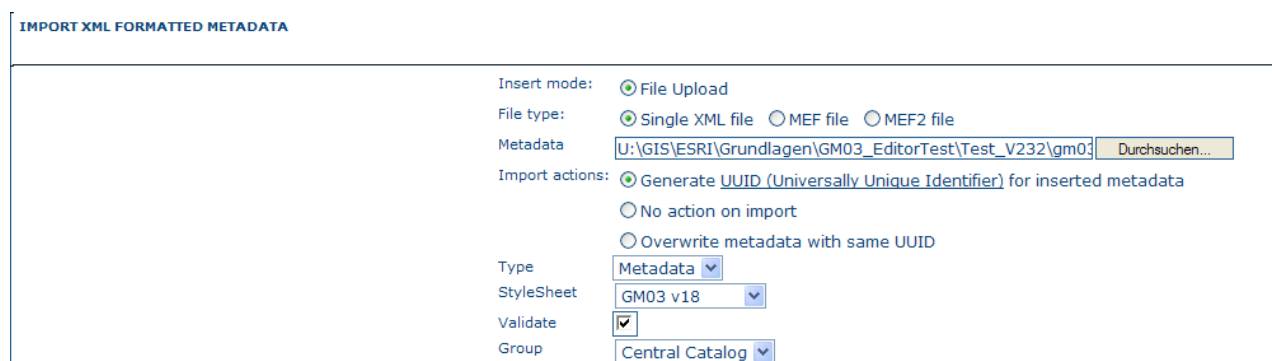 IMPORT XML FORMATTED METADATA
Insert mode: File Upload
File type: Single XML file MEF file MEF2 file
Metadata U:\GIS\ESRI\Grundlagen\GM03_EditorTest\Test_V232\gm03 Durchsuchen...
Import actions: Generate UUID (Universally Unique Identifier) for inserted metadata
No action on import
Overwrite metadata with same UUID
Type Metadata
StyleSheet GM03 v18
Validate
Group Central Catalog